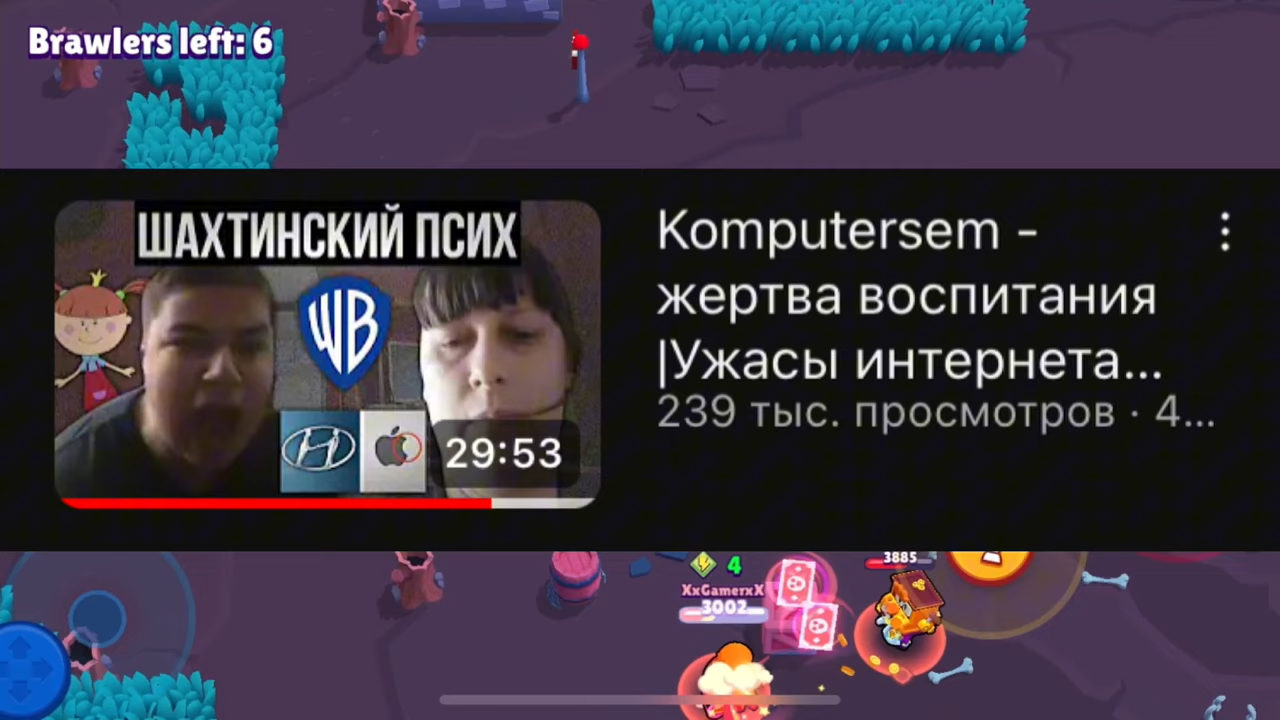 Brawlers left: 6
ШАХТИНСКИЙ ПСИХ
WB
29:53
Komputersem -
жертва воспитания
|Ужасы интернета...
239 тыс. просмотров · 4...
4
XxGamerxX
3002
3885